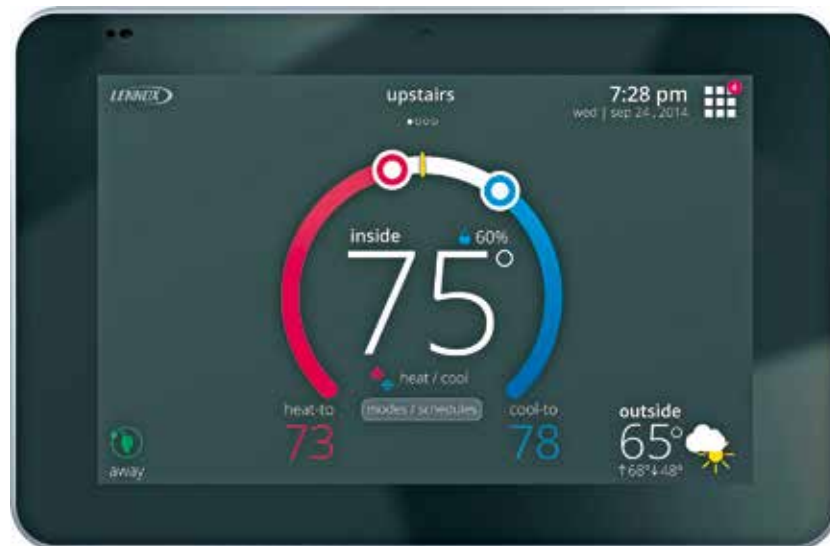 LENNOX
upstairs
7:28 pm
wed | sep 24, 2014
4
inside
60%
75°
heat / cool
heat-to
modes / schedules
cool-to
73
78
away
outside
65°
↑68°↓48°